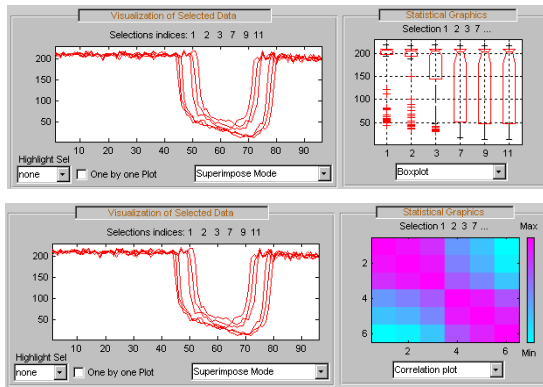 Visualization of Selected Data
Selections indices: 1 2 3 7 9 11
200
150
100
50
10 20 30 40 50 60 70 80 90
Highlight Sel
none
One by one Plot
Superimpose Mode
Statistical Graphics
Selection 1 2 3 7 ...
200
150
100
50
1 2 3 7 9 11
Boxplot
Visualization of Selected Data
Selections indices: 1 2 3 7 9 11
200
150
100
50
10 20 30 40 50 60 70 80 90
Highlight Sel
none
One by one Plot
Superimpose Mode
Statistical Graphics
Selection 1 2 3 7 ...
Max
2
4
6
2 4 6
Min
Correlation plot